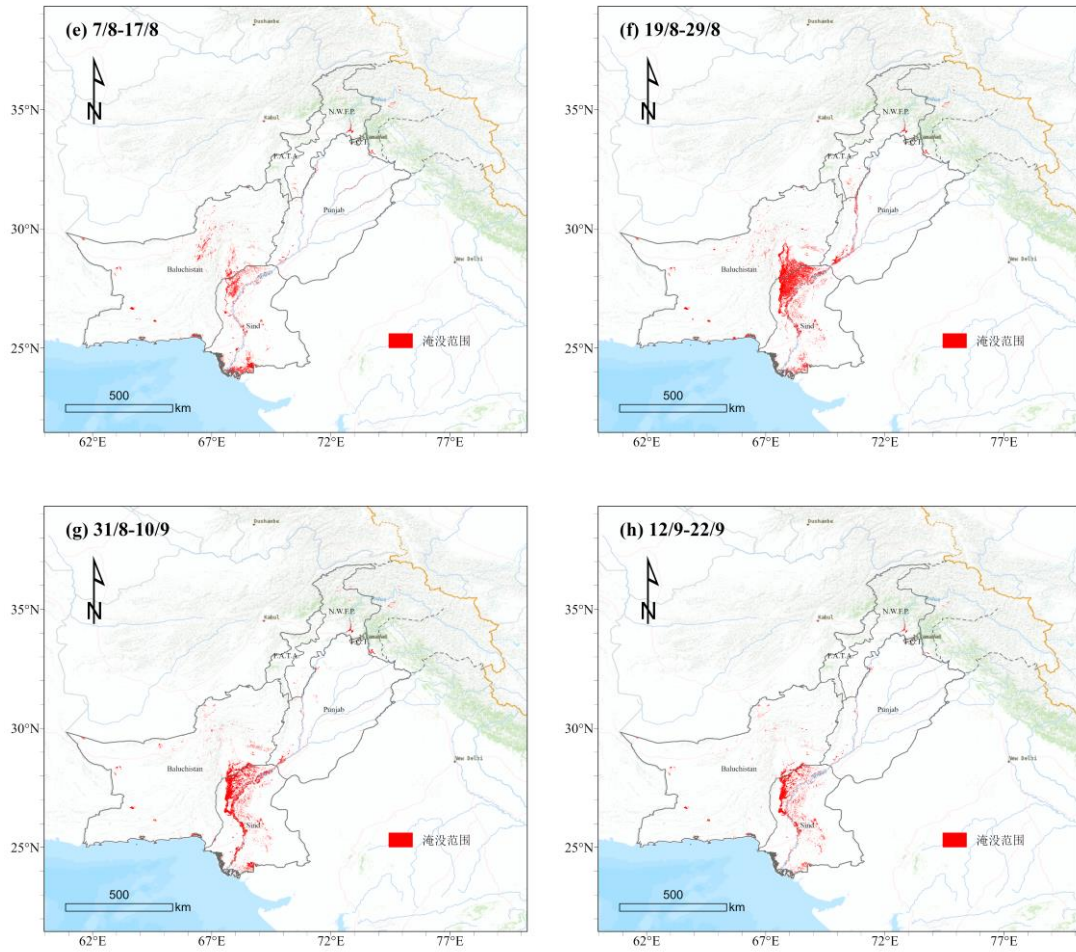 (e) 7/8-17/8
Dushanbe
N
35°N
N.W.F.P.
Kabul
F.A.T.A
30°N
Punjab
New Delhi
Baluchistan
Sind
25°N
淹没范围
500
km
62°E 67°E 72°E 77°E
(f) 19/8-29/8
Dushanbe
N
35°N
N.W.F.P.
Kabul
F.A.T.A
30°N
Punjab
New Delhi
Baluchistan
Sind
25°N
淹没范围
500
km
62°E 67°E 72°E 77°E
(g) 31/8-10/9
Dushanbe
N
35°N
N.W.F.P.
Kabul
F.A.T.A
30°N
Punjab
New Delhi
Baluchistan
Sind
25°N
淹没范围
500
km
62°E 67°E 72°E 77°E
(h) 12/9-22/9
Dushanbe
N
35°N
N.W.F.P.
Kabul
F.A.T.A
30°N
Punjab
New Delhi
Baluchistan
Sind
25°N
淹没范围
500
km
62°E 67°E 72°E 77°E